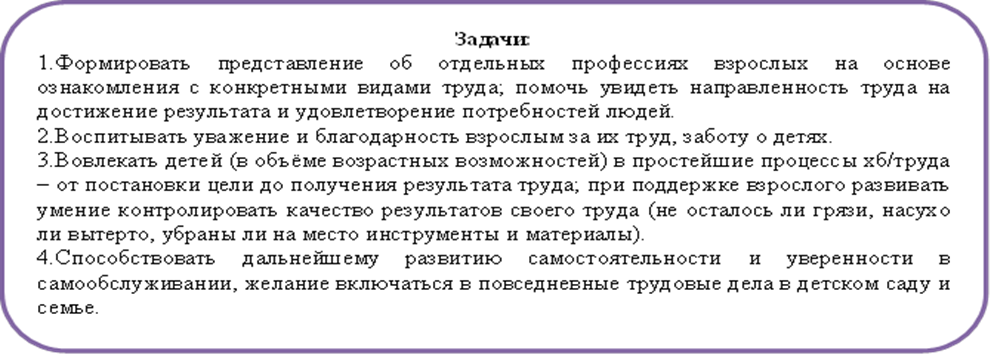 Задачи:
1.Формировать представление об отдельных профессиях взрослых на основе
ознакомления с конкретными видами труда; помочь увидеть направленность труда на
достижение результата и удовлетворение потребностей людей.
2.Воспитывать уважение и благодарность взрослым за их труд, заботу о детях.
3.Вовлекать детей (в объёме возрастных возможностей) в простейшие процессы хб/труда
– от постановки цели до получения результата труда; при поддержке взрослого развивать
умение контролировать качество результатов своего труда (не осталось ли грязи, насухо
ли вытерто, убраны ли на место инструменты и материалы).
4.Способствовать дальнейшему развитию самостоятельности и уверенности в
самообслуживании, желание включаться в повседневные трудовые дела в детском саду и
семье.